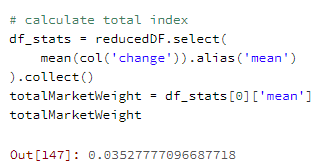 # calculate total index
df_stats = reducedDF.select(
    mean(col('change')).alias('mean')
).collect()
totalMarketWeight = df_stats[0]['mean']
totalMarketWeight
Out[147]: 0.03527777096687718